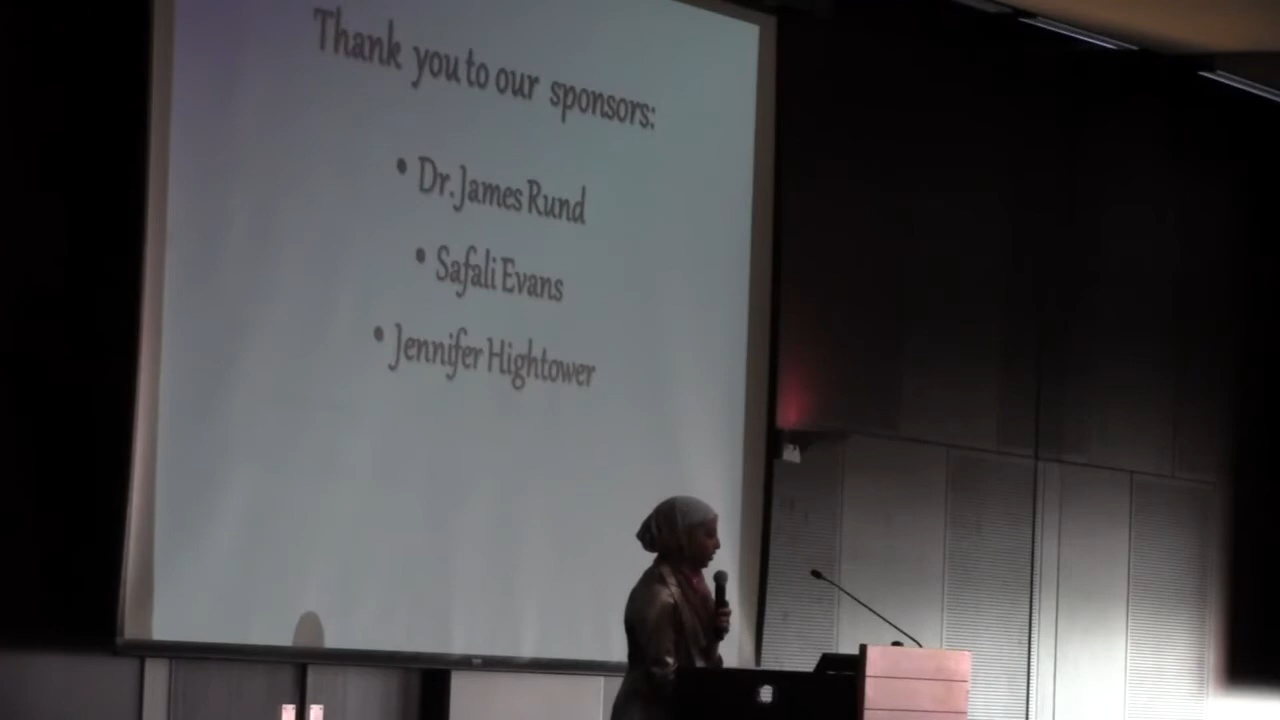 Thank you to our sponsors:
• Dr. James Rund
• Safali Evans
• Jennifer Hightower